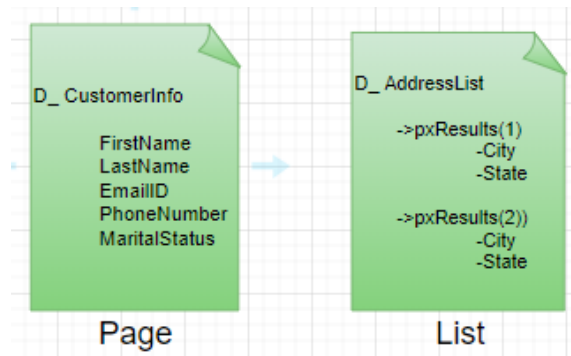 D_ CustomerInfo
FirstName
LastName
EmailID
PhoneNumber
MaritalStatus
Page
D_ AddressList
->pxResults(1)
-City
-State
->pxResults(2))
-City
-State
List